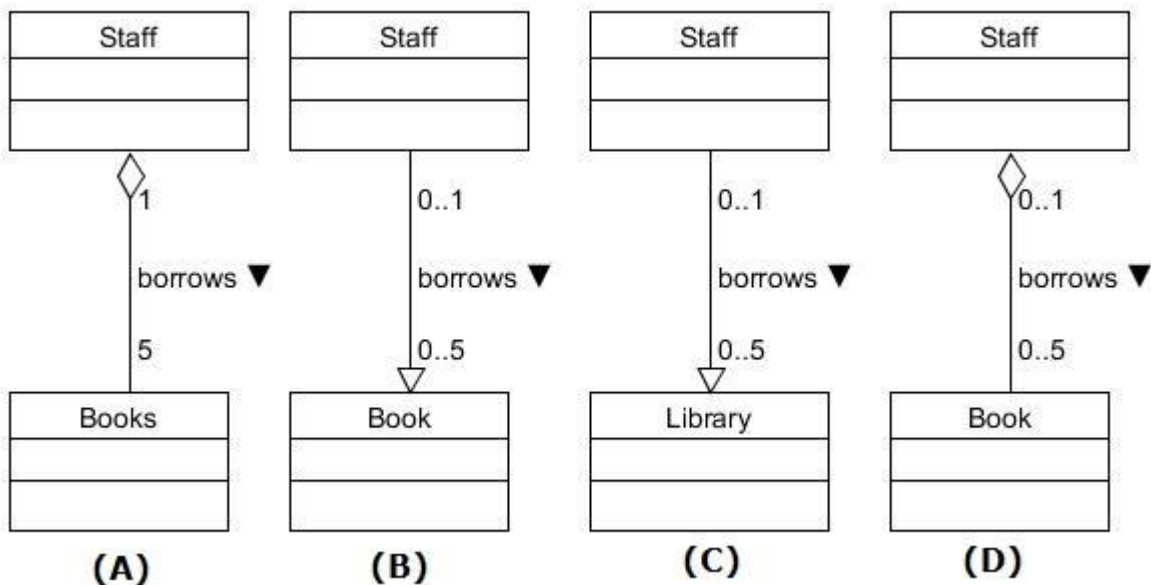 Staff Staff Staff Staff
1 0..1 0..1 0..1
borrows ▼ borrows ▼ borrows ▼ borrows ▼
5 0..5 0..5 0..5
Books Book Library Book
(A) (B) (C) (D)